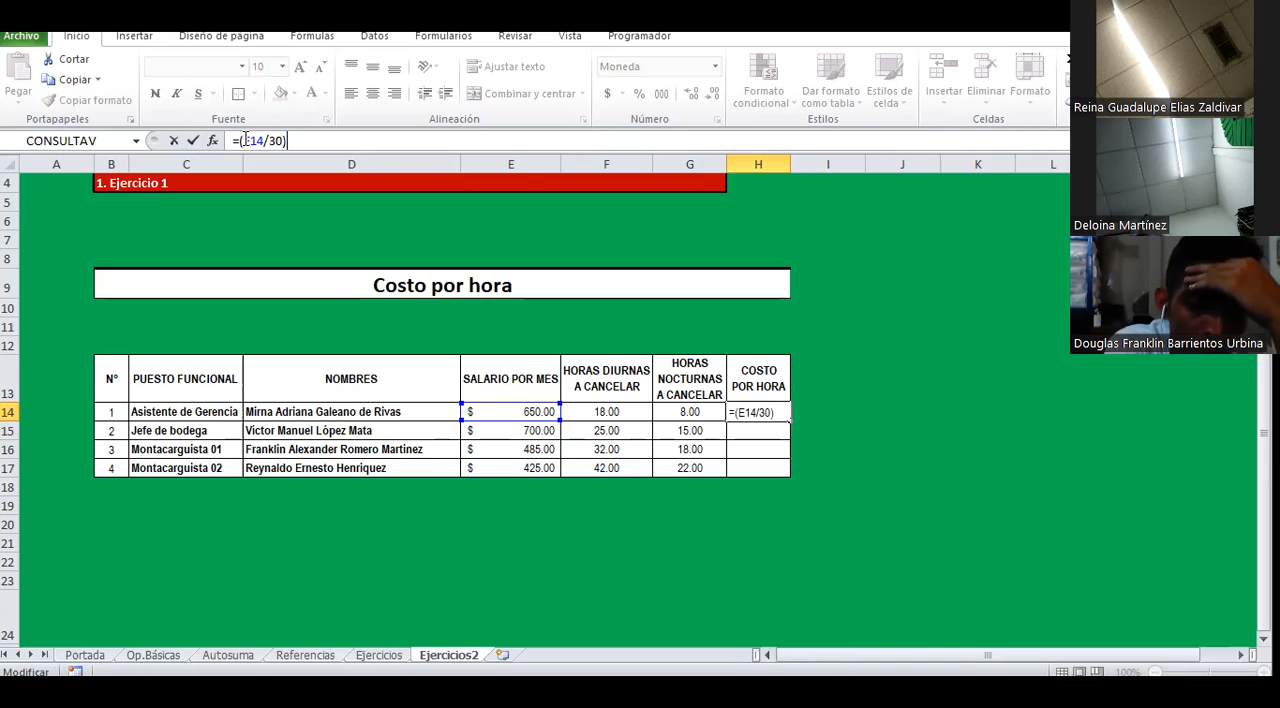 Archivo Inicio Insertar Diseño de página Fórmulas Datos Formularios Revisar Vista Programador
Cortar
Copiar
Copiar formato
Pegar
10
N K S
Ajustar texto
Combinar y centrar
Moneda
$ % 000
Formato condicional
Dar formato como tabla
Estilos de celda
Insertar Eliminar Formato
Portapapeles Fuente Alineación Número Estilos Celdas
CONSULTAV fx =(E14/30)
A B C D E F G H I J K L
4 1. Ejercicio 1
5
6
7
8
9 Costo por hora
10
11
12
13 N° PUESTO FUNCIONAL NOMBRES SALARIO POR MES HORAS DIURNAS A CANCELAR HORAS NOCTURNAS A CANCELAR COSTO POR HORA
14 1 Asistente de Gerencia Mirna Adriana Galeano de Rivas $ 650.00 18.00 8.00 =(E14/30)
15 2 Jefe de bodega Victor Manuel López Mata $ 700.00 25.00 15.00
16 3 Montacarguista 01 Franklin Alexander Romero Martinez $ 485.00 32.00 18.00
17 4 Montacarguista 02 Reynaldo Ernesto Henriquez $ 425.00 42.00 22.00
18
19
20
21
22
23
24
Portada Op.Básicas Autosuma Referencias Ejercicios Ejercicios2
Modificar 100%
Reina Guadalupe Elias Zaldivar
Deloina Martínez
Douglas Franklin Barrientos Urbina